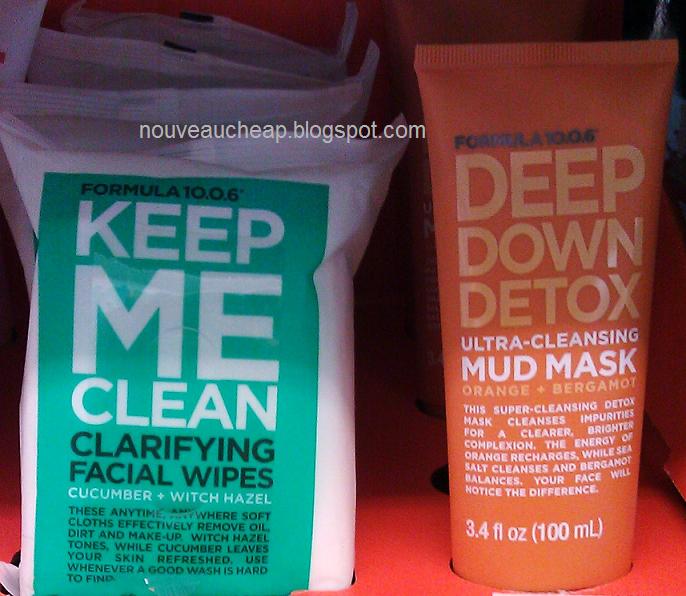 nouveaucheap.blogspot.com
FORMULA 10.0.6
KEEP
ME
CLEAN
CLARIFYING
FACIAL WIPES
CUCUMBER + WITCH HAZEL
THESE ANYTIME, ANYWHERE SOFT
CLOTHS EFFECTIVELY REMOVE OIL,
DIRT AND MAKE-UP. WITCH HAZEL
TONES, WHILE CUCUMBER LEAVES
YOUR SKIN REFRESHED. USE
WHENEVER A GOOD WASH IS HARD
TO FIND.
FORMULA 10.0.6
DEEP
DOWN
DETOX
ULTRA-CLEANSING
MUD MASK
ORANGE + BERGAMOT
THIS SUPER-CLEANSING DETOX
MASK CLEANSES IMPURITIES
FOR A CLEARER, BRIGHTER
COMPLEXION. THE ENERGY OF
ORANGE RECHARGES, WHILE SEA
SALT CLEANSES AND BERGAMOT
BALANCES. YOUR FACE WILL
NOTICE THE DIFFERENCE.
3.4 fl oz (100 mL)